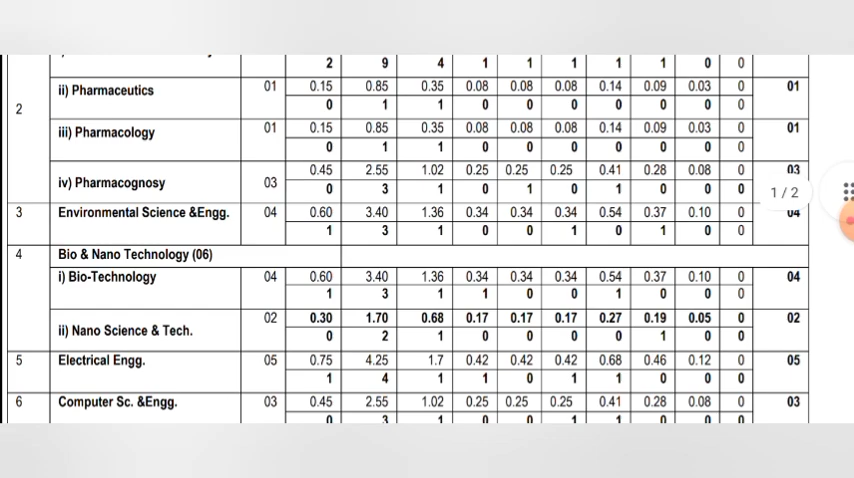 2 9 4 1 1 1 1 1 0 0
ii) Pharmaceutics 01 0.15 0.85 0.35 0.08 0.08 0.08 0.14 0.09 0.03 0 01
2 0 1 1 0 0 0 0 0 0 0
iii) Pharmacology 01 0.15 0.85 0.35 0.08 0.08 0.08 0.14 0.09 0.03 0 01
0 1 1 0 0 0 0 0 0 0
iv) Pharmacognosy 03 0.45 2.55 1.02 0.25 0.25 0.25 0.41 0.28 0.08 0 03
0 3 1 0 1 0 1 0 0 0
1 / 2
3 Environmental Science &Engg. 04 0.60 3.40 1.36 0.34 0.34 0.34 0.54 0.37 0.10 0 04
1 3 1 0 0 1 0 1 0 0
4 Bio & Nano Technology (06)
i) Bio-Technology 04 0.60 3.40 1.36 0.34 0.34 0.34 0.54 0.37 0.10 0 04
1 3 1 1 0 0 1 0 0 0
ii) Nano Science & Tech. 02 0.30 1.70 0.68 0.17 0.17 0.17 0.27 0.19 0.05 0 02
0 2 1 0 0 0 0 1 0 0
5 Electrical Engg. 05 0.75 4.25 1.7 0.42 0.42 0.42 0.68 0.46 0.12 0 05
1 4 1 1 0 1 1 0 0 0
6 Computer Sc. &Engg. 03 0.45 2.55 1.02 0.25 0.25 0.25 0.41 0.28 0.08 0 03
0 3 1 0 0 1 1 0 0 0